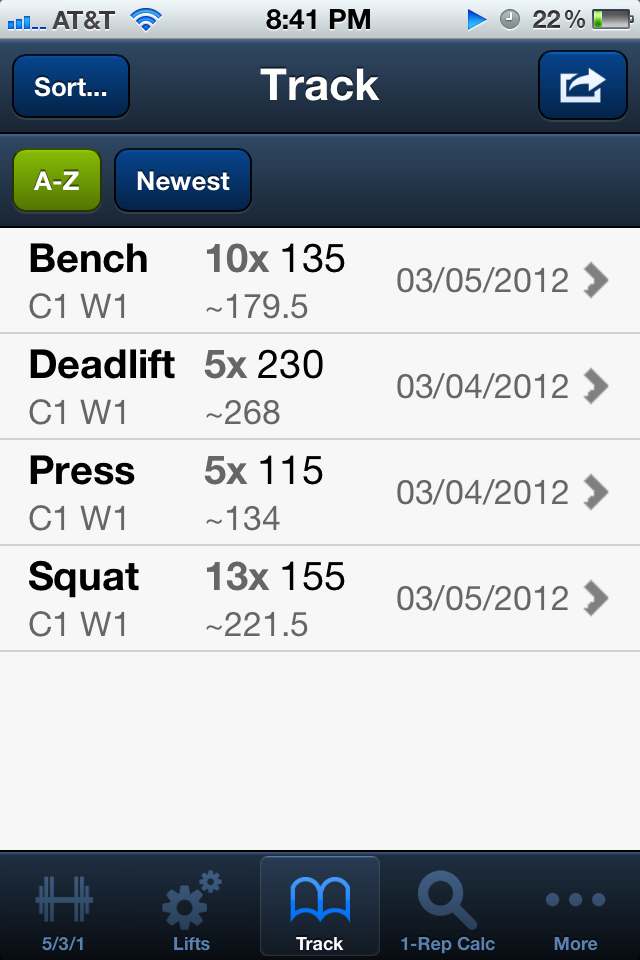 AT&T 8:41 PM 22%
Sort... Track
A-Z Newest
Bench 10x 135 03/05/2012
C1 W1 ~179.5
Deadlift 5x 230 03/04/2012
C1 W1 ~268
Press 5x 115 03/04/2012
C1 W1 ~134
Squat 13x 155 03/05/2012
C1 W1 ~221.5
5/3/1 Lifts Track 1-Rep Calc More